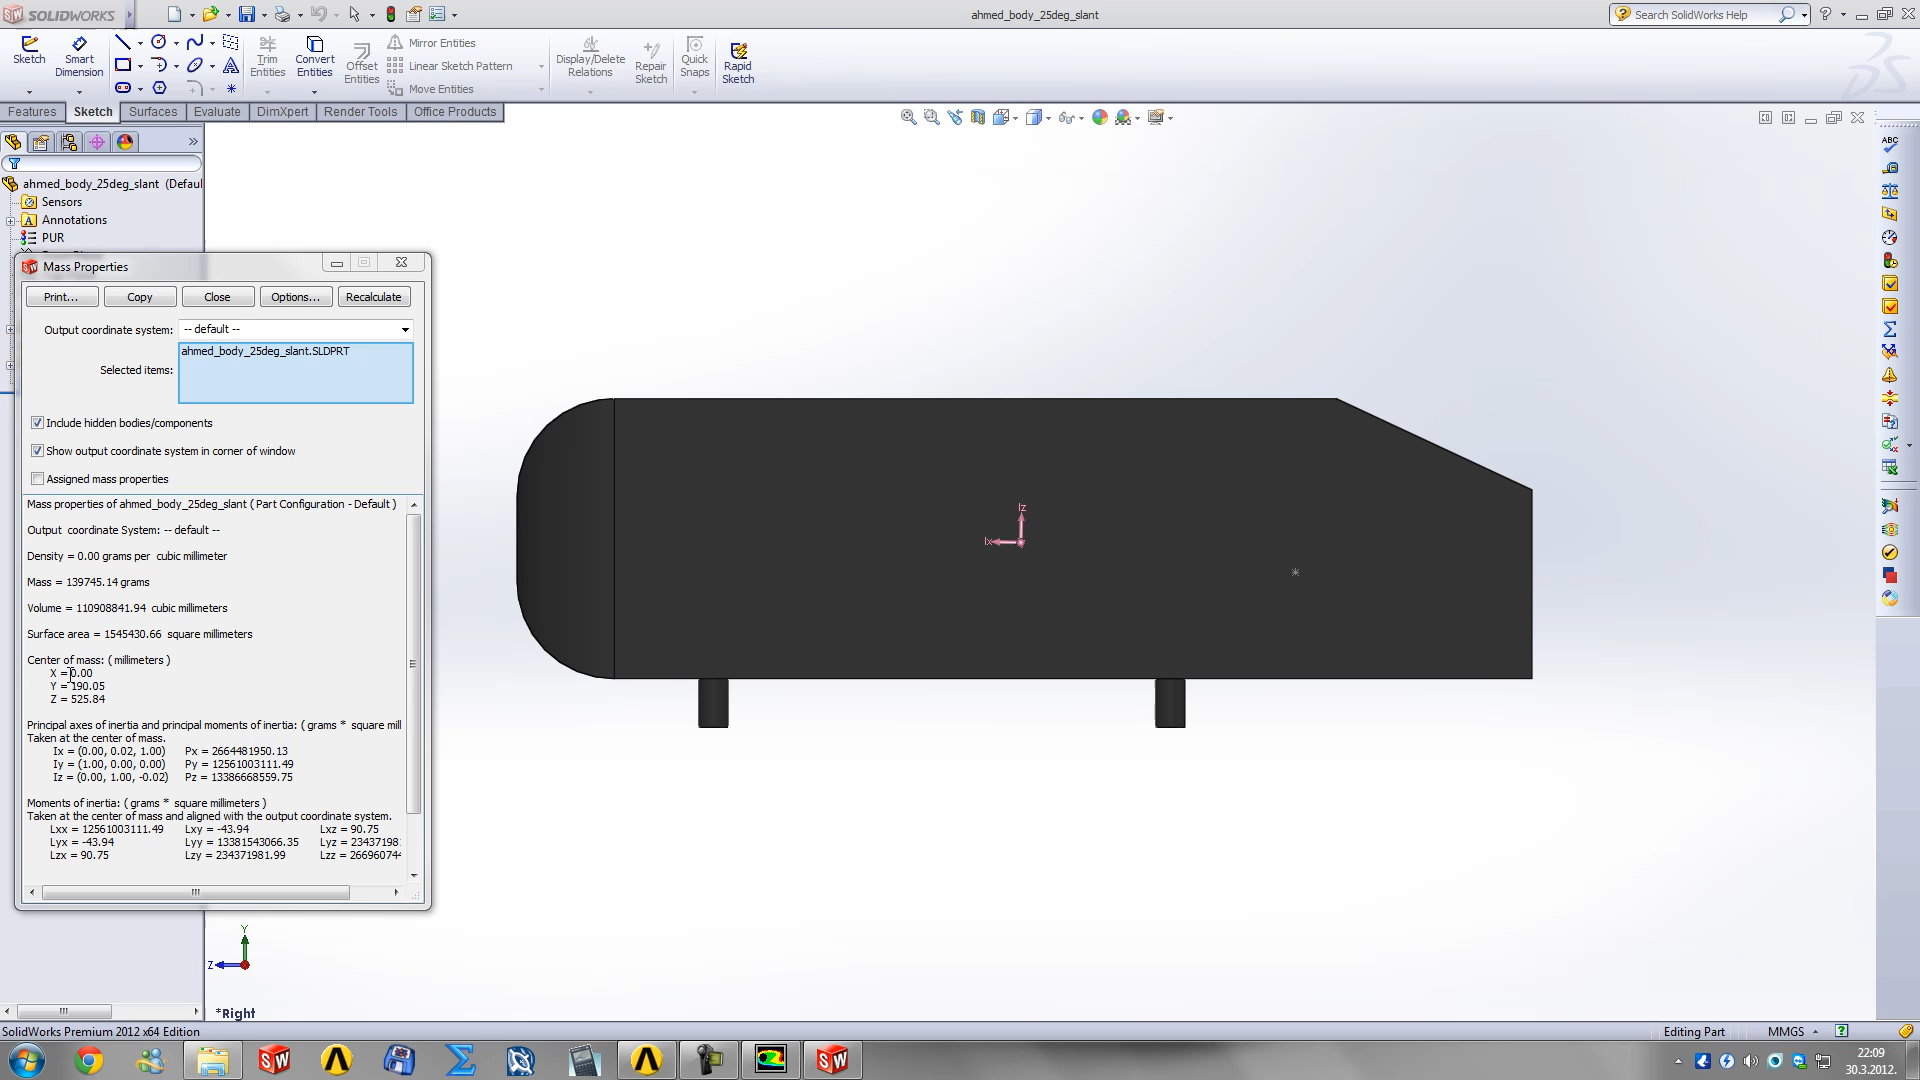 SOLIDWORKS
ahmed_body_25deg_slant
Search SolidWorks Help
Sketch
Smart Dimension
Trim Entities
Convert Entities
Offset Entities
Mirror Entities
Linear Sketch Pattern
Move Entities
Display/Delete Relations
Repair Sketch
Quick Snaps
Rapid Sketch
Features
Sketch
Surfaces
Evaluate
DimXpert
Render Tools
Office Products
ahmed_body_25deg_slant (Defaul
Sensors
Annotations
PUR
Mass Properties
Print...
Copy
Close
Options...
Recalculate
Output coordinate system:
-- default --
ahmed_body_25deg_slant.SLDPRT
Selected items:
Include hidden bodies/components
Show output coordinate system in corner of window
Assigned mass properties
Mass properties of ahmed_body_25deg_slant ( Part Configuration - Default )
Output coordinate System: -- default --
Density = 0.00 grams per cubic millimeter
Mass = 139745.14 grams
Volume = 110908841.94 cubic millimeters
Surface area = 1545430.66 square millimeters
Center of mass: ( millimeters )
X = 0.00
Y = 190.05
Z = 525.84
Principal axes of inertia and principal moments of inertia: ( grams * square mill
Taken at the center of mass.
Ix = (0.00, 0.02, 1.00) Px = 2664481950.13
Iy = (1.00, 0.00, 0.00) Py = 12561003111.49
Iz = (0.00, 1.00, -0.02) Pz = 13386668559.75
Moments of inertia: ( grams * square millimeters )
Taken at the center of mass and aligned with the output coordinate system.
Lxx = 12561003111.49 Lxy = -43.94 Lxz = 90.75
Lyx = -43.94 Lyy = 13381543066.35 Lyz = 23437198
Lzx = 90.75 Lzy = 234371981.99 Lzz = 26696074
Iz
Ix
Y
Z
*Right
ABC
SolidWorks Premium 2012 x64 Edition
Editing Part
MMGS
22:09
30.3.2012.